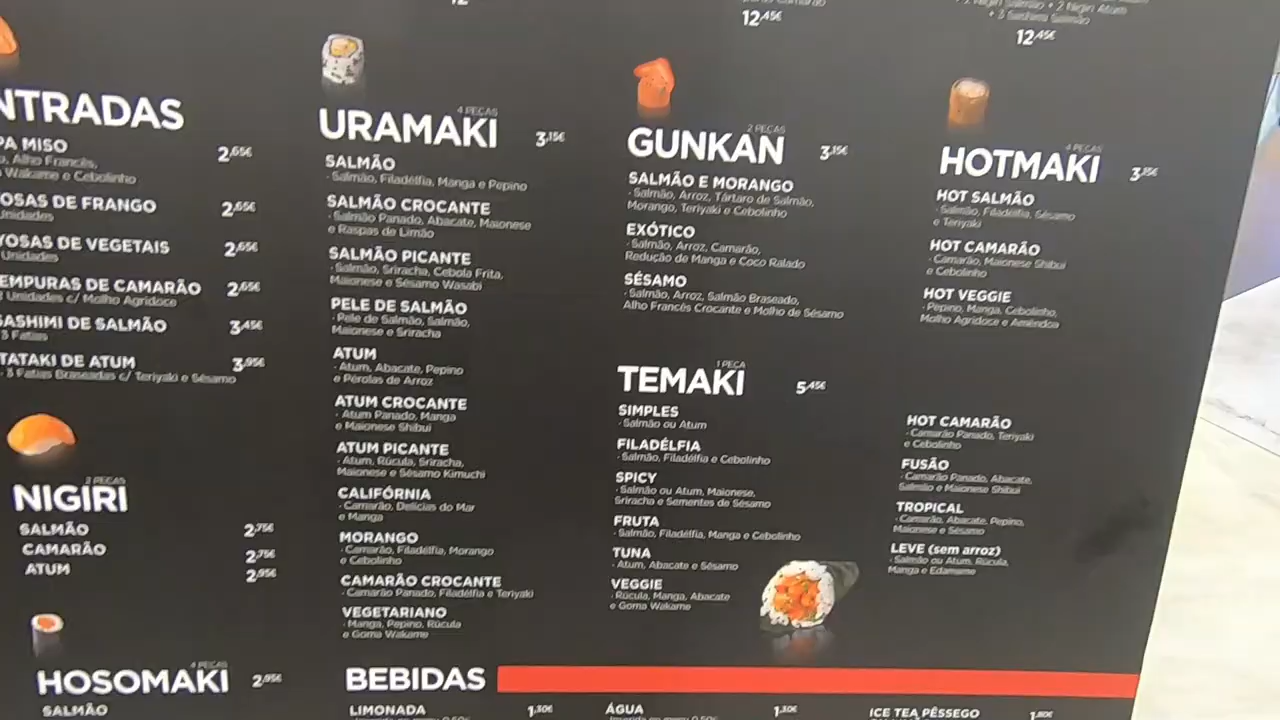 12
12,45€
+ 3 Sashimi Salmão
12,45€
NTRADAS
PA MISO 2,65€
o, Alho Francês,
Wakame e Cebolinho
OSAS DE FRANGO 2,65€
Unidades
YOSAS DE VEGETAIS 2,65€
Unidades
EMPURAS DE CAMARÃO 2,65€
3 Unidades c/ Molho Agridoce
SASHIMI DE SALMÃO 3,45€
3 Fatias
TATAKI DE ATUM 3,95€
· 3 Fatias Braseadas c/ Teriyaki e Sésamo
2 PEÇAS
NIGIRI
SALMÃO 2,75€
CAMARÃO 2,75€
ATUM 2,95€
4 PEÇAS
HOSOMAKI 2,95€
SALMÃO
4 PEÇAS
URAMAKI 3,15€
SALMÃO
· Salmão, Filadélfia, Manga e Pepino
SALMÃO CROCANTE
· Salmão Panado, Abacate, Maionese
e Raspas de Limão
SALMÃO PICANTE
· Salmão, Sriracha, Cebola Frita,
Maionese e Sésamo Wasabi
PELE DE SALMÃO
· Pele de Salmão, Salmão,
Maionese e Sriracha
ATUM
· Atum, Abacate, Pepino
e Pérolas de Arroz
ATUM CROCANTE
· Atum Panado, Manga
e Maionese Shibui
ATUM PICANTE
· Atum, Rúcula, Sriracha,
Maionese e Sésamo Kimuchi
CALIFÓRNIA
· Camarão, Delícias do Mar
e Manga
MORANGO
· Camarão, Filadélfia, Morango
e Cebolinho
CAMARÃO CROCANTE
· Camarão Panado, Filadélfia e Teriyaki
VEGETARIANO
· Manga, Pepino, Rúcula
e Goma Wakame
2 PEÇAS
GUNKAN 3,15€
SALMÃO E MORANGO
· Salmão, Arroz, Tártaro de Salmão,
Morango, Teriyaki e Cebolinho
EXÓTICO
· Salmão, Arroz, Camarão,
Redução de Manga e Coco Ralado
SÉSAMO
· Salmão, Arroz, Salmão Braseado,
Alho Francês Crocante e Molho de Sésamo
4 PEÇAS
HOTMAKI
HOT SALMÃO
· Salmão, Filadélfia, Sésamo
e Teriyaki
HOT CAMARÃO
· Camarão, Maionese Shibui
e Cebolinho
HOT VEGGIE
· Pepino, Manga, Cebolinho,
Molho Agridoce e Amêndoa
1 PEÇA
TEMAKI 5,45€
SIMPLES
· Salmão ou Atum
FILADÉLFIA
· Salmão, Filadélfia e Cebolinho
SPICY
· Salmão ou Atum, Maionese,
Sriracha e Sementes de Sésamo
FRUTA
· Salmão, Filadélfia, Manga e Cebolinho
TUNA
· Atum, Abacate e Sésamo
VEGGIE
· Rúcula, Manga, Abacate
e Goma Wakame
HOT CAMARÃO
· Camarão Panado, Teriyaki
e Cebolinho
FUSÃO
· Camarão Panado, Abacate,
Salmão e Maionese Shibui
TROPICAL
· Camarão, Abacate, Pepino,
Maionese e Sésamo
LEVE (sem arroz)
· Salmão ou Atum, Rúcula,
Manga e Edamame
BEBIDAS
LIMONADA 1,30€
ÁGUA 1,10€
ICE TEA PÊSSEGO 1,80€